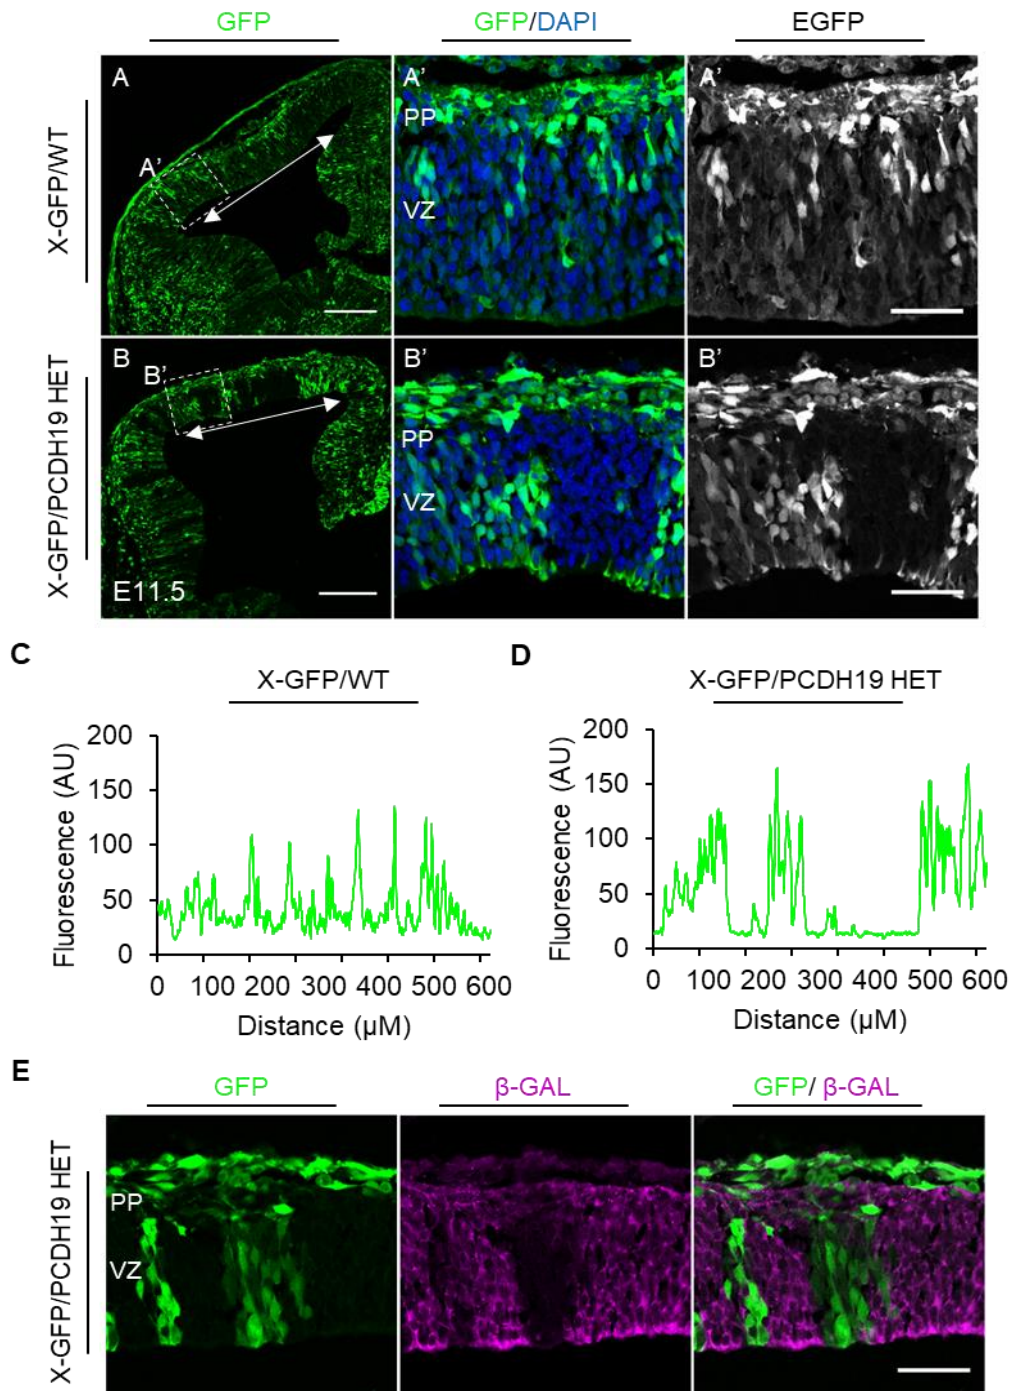 GFP GFP/DAPI EGFP
X-GFP/WT
A A' A' A'
PP
VZ
X-GFP/PCDH19 HET
B B' B' B'
PP
VZ
E11.5
C D
X-GFP/WT X-GFP/PCDH19 HET
Fluorescence (AU)
200
150
100
50
0
0 100 200 300 400 500 600
Distance (µM)
Fluorescence (AU)
200
150
100
50
0
0 100 200 300 400 500 600
Distance (µM)
E
GFP β-GAL GFP/ β-GAL
X-GFP/PCDH19 HET
PP
VZ